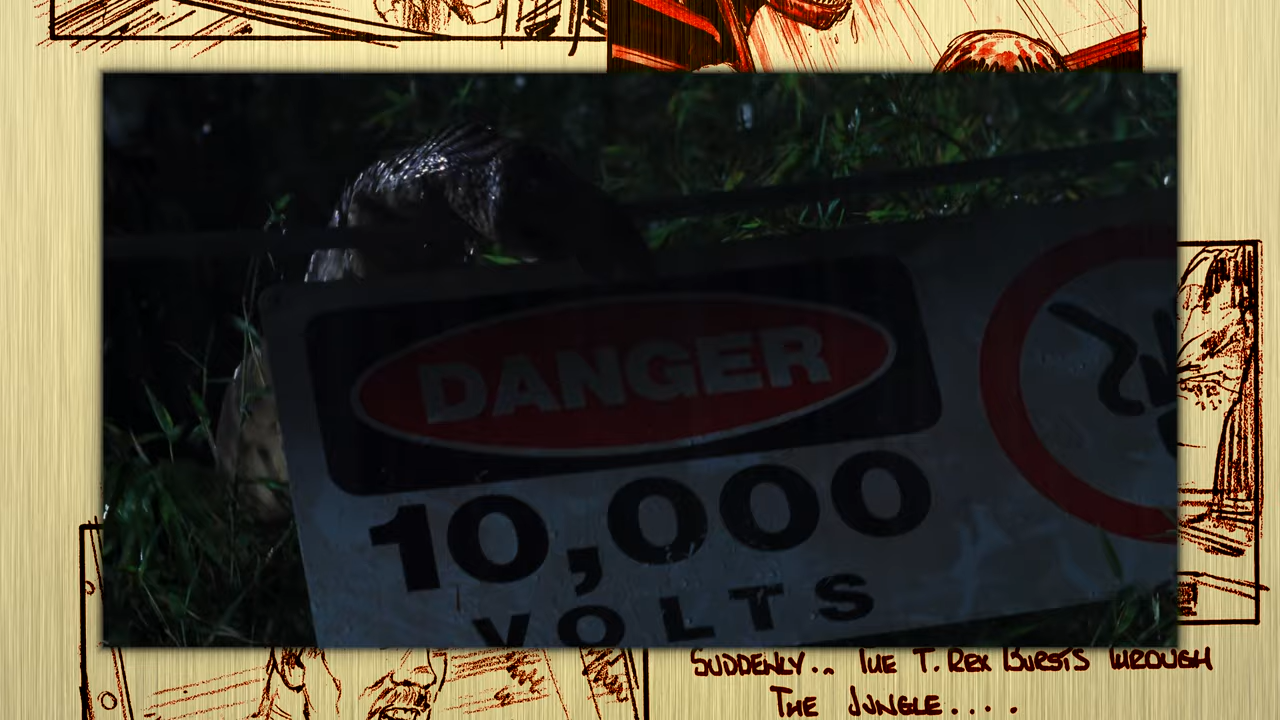 DANGER
10,000
VOLTS
SUDDENLY.. THE T. REX BURSTS THROUGH
THE JUNGLE....